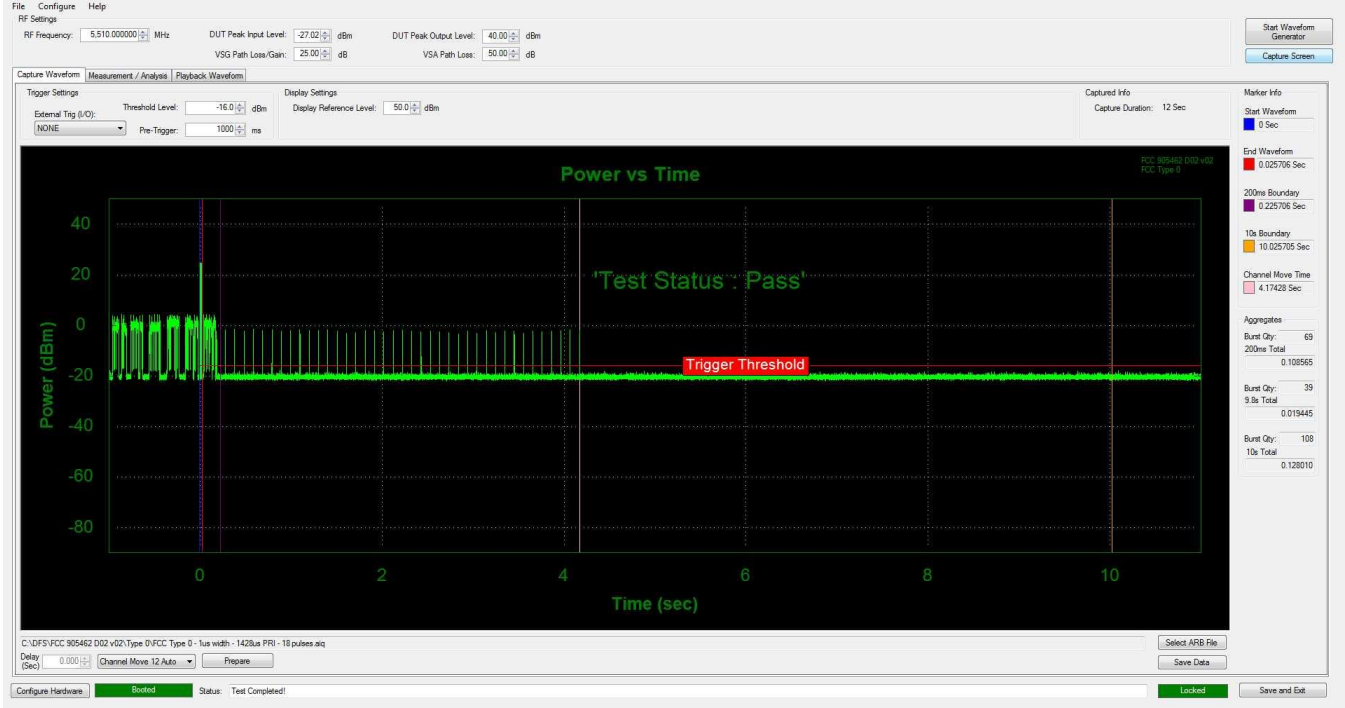 File Configure Help
RF Settings
RF Frequency: 5,510.000000 MHz DUT Peak Input Level: -27.02 dBm DUT Peak Output Level: 40.00 dBm
VSG Path Loss/Gain: 25.00 dB VSA Path Loss: 50.00 dB
Start Waveform
Generator
Capture Screen
Capture Waveform Measurement / Analysis Playback Waveform
Trigger Settings
External Trig (I/O):
NONE
Threshold Level: -16.0 dBm
Pre-Trigger: 1000 ms
Display Settings
Display Reference Level: 50.0 dBm
Captured Info
Capture Duration: 12 Sec
Marker Info
Start Waveform
0 Sec
End Waveform
0.025706 Sec
200ms Boundary
0.225706 Sec
10s Boundary
10.025705 Sec
Channel Move Time
4.17428 Sec
Aggregates
Burst Qty: 69
200ms Total
0.108565
Burst Qty: 39
9.8s Total
0.019445
Burst Qty: 108
10s Total
0.128010
Power vs Time
FCC 905462 D02 v02
FCC Type 0
'Test Status : Pass'
Trigger Threshold
Power (dBm)
40
20
0
-20
-40
-60
-80
0 2 4 6 8 10
Time (sec)
C:\DFS\FCC 905462 D02 v02\Type 0\FCC Type 0 - 1us width - 1428us PRI - 18 pulses.aiq
Select ARB File
Delay
(Sec) 0.000 Channel Move 12 Auto Prepare
Save Data
Configure Hardware Booted Status: Test Completed! Locked Save and Exit